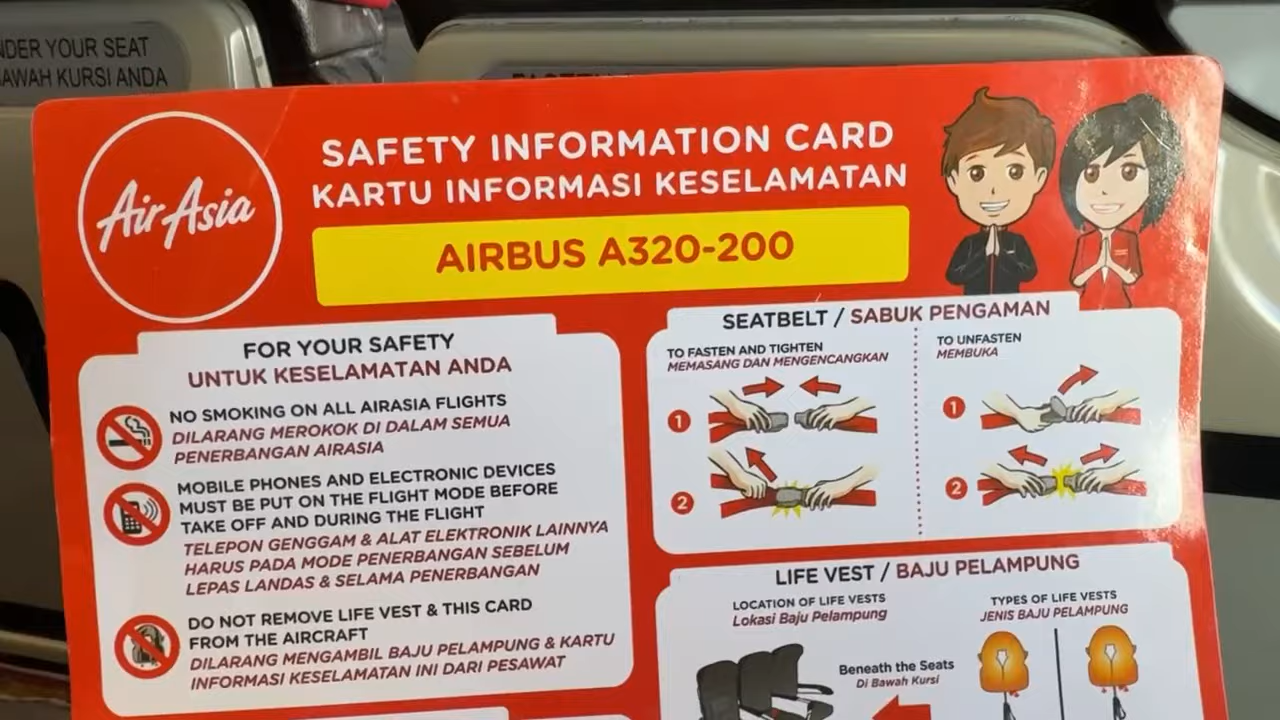 UNDER YOUR SEAT
BAWAH KURSI ANDA
AirAsia
SAFETY INFORMATION CARD
KARTU INFORMASI KESELAMATAN
AIRBUS A320-200
FOR YOUR SAFETY
UNTUK KESELAMATAN ANDA
NO SMOKING ON ALL AIRASIA FLIGHTS
DILARANG MEROKOK DI DALAM SEMUA
PENERBANGAN AIRASIA
MOBILE PHONES AND ELECTRONIC DEVICES
MUST BE PUT ON THE FLIGHT MODE BEFORE
TAKE OFF AND DURING THE FLIGHT
TELEPON GENGGAM & ALAT ELEKTRONIK LAINNYA
HARUS PADA MODE PENERBANGAN SEBELUM
LEPAS LANDAS & SELAMA PENERBANGAN
DO NOT REMOVE LIFE VEST & THIS CARD
FROM THE AIRCRAFT
DILARANG MENGAMBIL BAJU PELAMPUNG & KARTU
INFORMASI KESELAMATAN INI DARI PESAWAT
SEATBELT / SABUK PENGAMAN
TO FASTEN AND TIGHTEN
MEMASANG DAN MENGENCANGKAN
1
2
TO UNFASTEN
MEMBUKA
1
2
LIFE VEST / BAJU PELAMPUNG
LOCATION OF LIFE VESTS
Lokasi Baju Pelampung
Beneath the Seats
Di Bawah Kursi
TYPES OF LIFE VESTS
JENIS BAJU PELAMPUNG